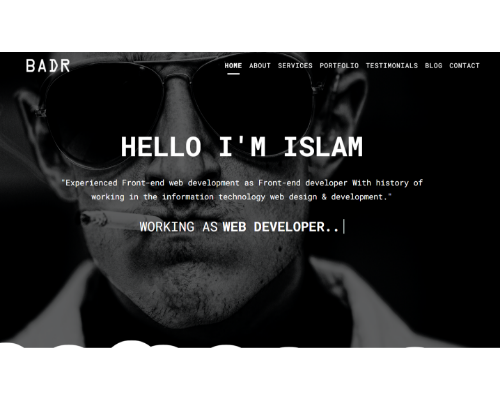 BADR
HOME ABOUT SERVICES PORTFOLIO TESTIMONIALS BLOG CONTACT
HELLO I'M ISLAM
"Experienced Front-end web development as Front-end developer With history of
working in the information technology web design & development."
WORKING AS WEB DEVELOPER..|